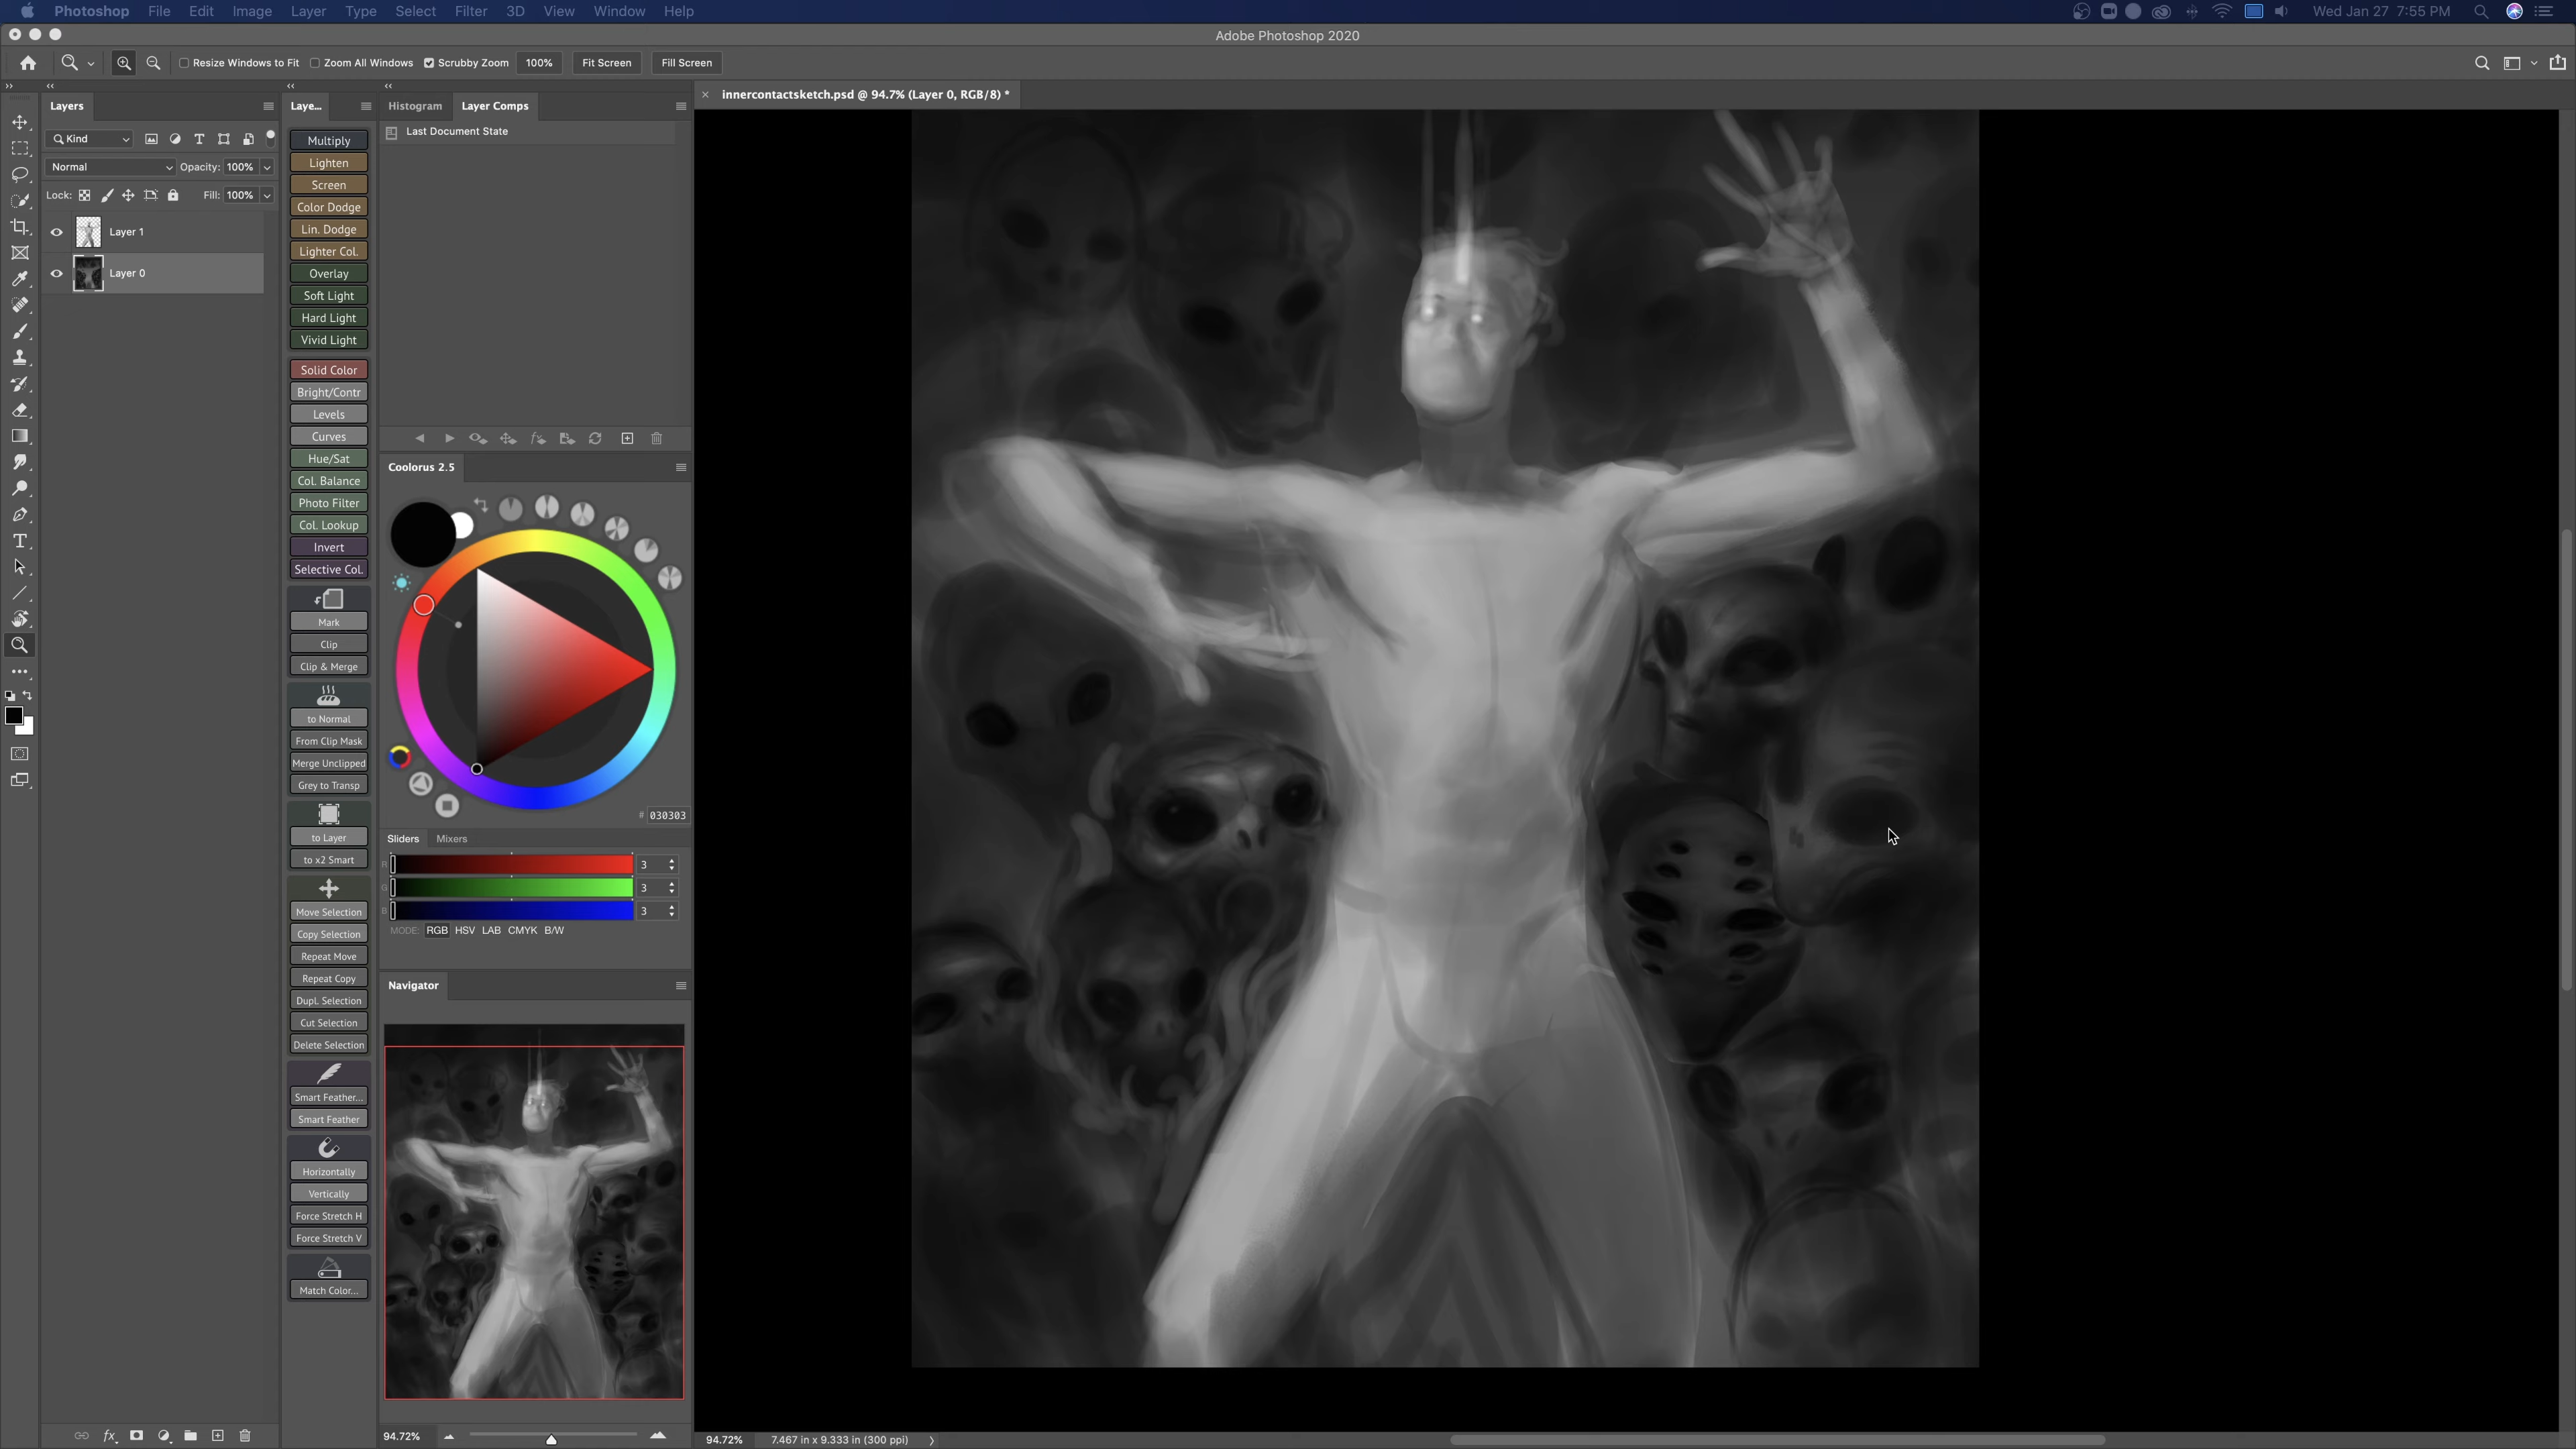 Photoshop File Edit Image Layer Type Select Filter 3D View Window Help Wed Jan 27 7:55 PM
Adobe Photoshop 2020
Resize Windows to Fit Zoom All Windows Scrubby Zoom 100% Fit Screen Fill Screen
Layers
Laye...
Histogram Layer Comps
innercontactsketch.psd @ 94.7% (Layer 0, RGB/8) *
Kind
Normal Opacity: 100%
Lock: Fill: 100%
Layer 1
Layer 0
Multiply
Lighten
Screen
Color Dodge
Lin. Dodge
Lighter Col.
Overlay
Soft Light
Hard Light
Vivid Light
Solid Color
Bright/Contr
Levels
Curves
Hue/Sat
Col. Balance
Photo Filter
Col. Lookup
Invert
Selective Col.
Mark
Clip
Clip & Merge
to Normal
From Clip Mask
Merge Unclipped
Grey to Transp
to Layer
to x2 Smart
Move Selection
Copy Selection
Repeat Move
Repeat Copy
Dupl. Selection
Cut Selection
Delete Selection
Smart Feather...
Smart Feather
Horizontally
Vertically
Force Stretch H
Force Stretch V
Match Color...
Last Document State
Coolorus 2.5
# 030303
Sliders Mixers
R 3
G 3
B 3
MODE: RGB HSV LAB CMYK B/W
Navigator
94.72%
94.72% 7.467 in x 9.333 in (300 ppi)